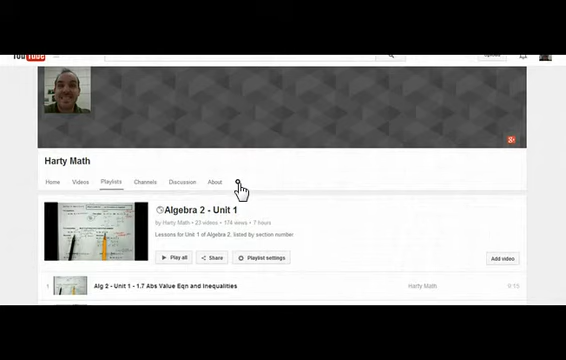 YouTube
Harty Math
Home Videos Playlists Channels Discussion About
Algebra 2 - Unit 1
by Harty Math • 23 videos • 174 views • 7 hours
Lessons for Unit 1 of Algebra 2, listed by section number
Play all Share Playlist settings Add video
Alg 2 - Unit 1 - 1.7 Abs Value Eqn and Inequalities Harty Math 9:15